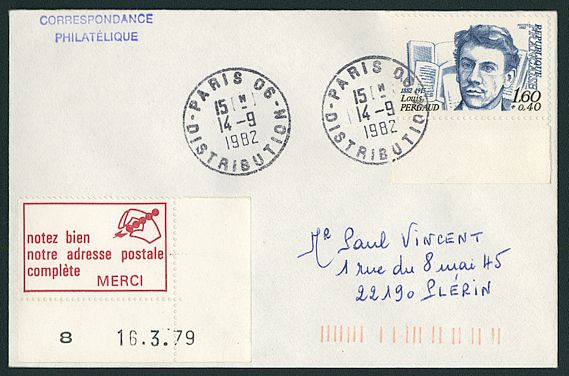 CORRESPONDANCE
PHILATÉLIQUE
PARIS 06
15 H
14-9
1982
DISTRIBUTION
PARIS 06
15 H
14-9
1982
DISTRIBUTION
RÉPUBLIQUE
FRANÇAISE
1882-1915
Louis
PERGAUD
1.60
+0.40
notez bien
notre adresse postale
complète
MERCI
8 16.3.79
Mr Paul VINCENT
1 rue du 8 mai 45
22190 PLÉRIN